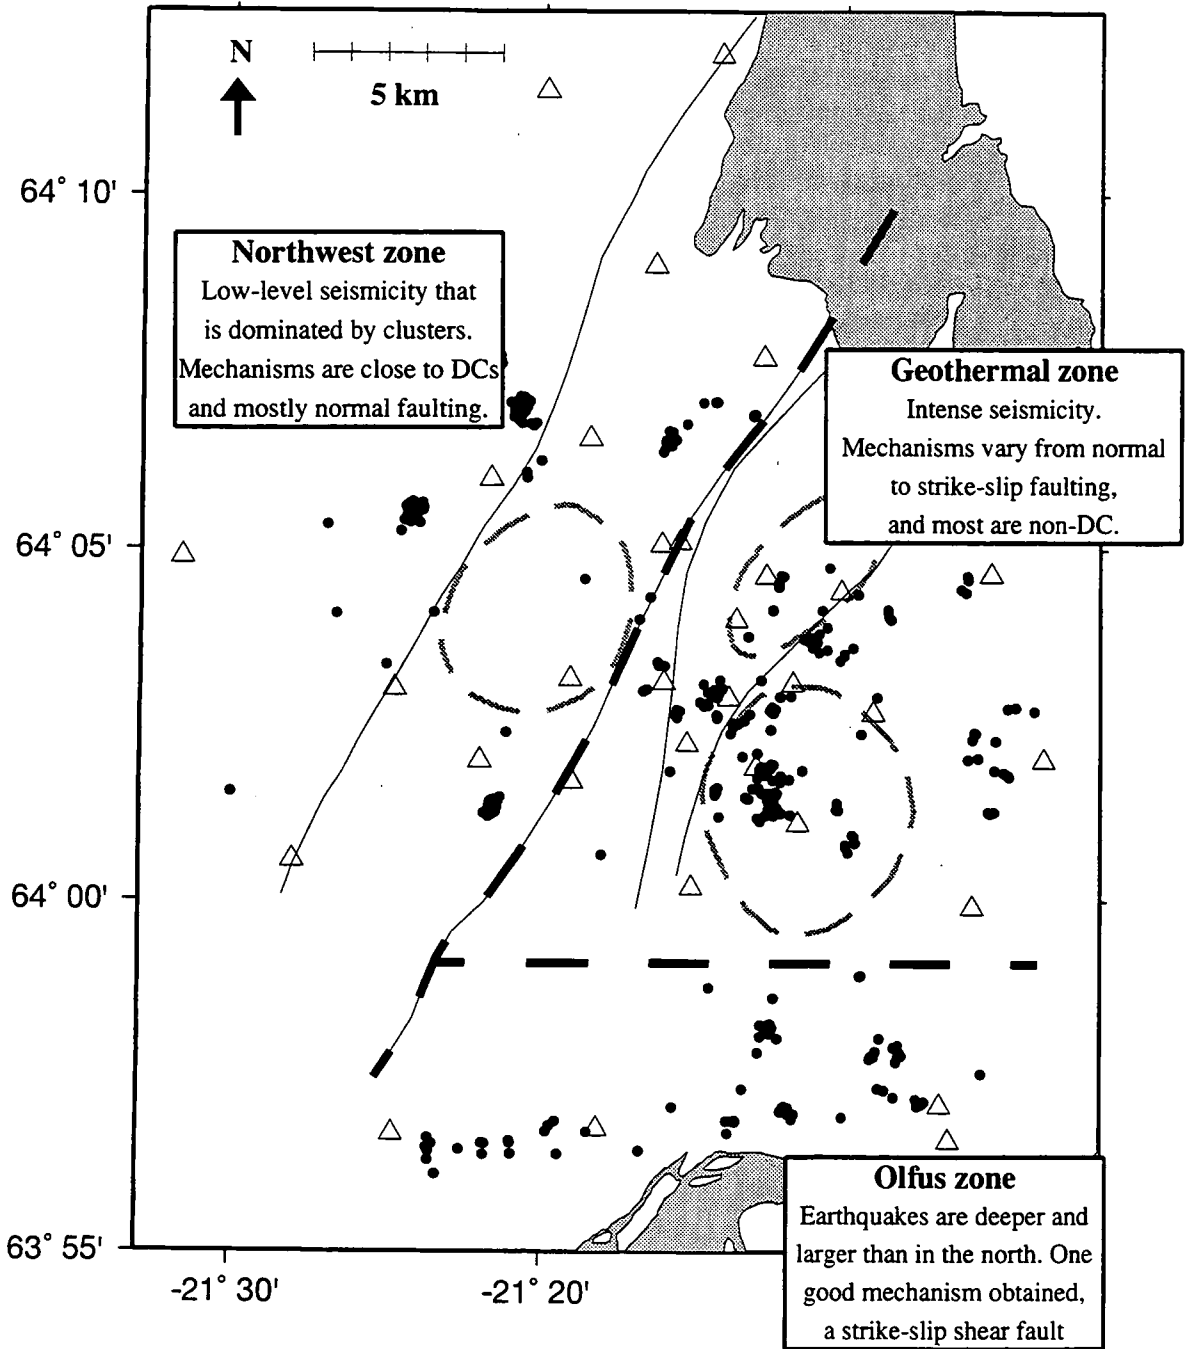 N
5 km
64° 10'
Northwest zone
Low-level seismicity that
is dominated by clusters.
Mechanisms are close to DCs
and mostly normal faulting.
Geothermal zone
Intense seismicity.
Mechanisms vary from normal
to strike-slip faulting,
and most are non-DC.
64° 05'
64° 00'
63° 55'
Olfus zone
Earthquakes are deeper and
larger than in the north. One
good mechanism obtained,
a strike-slip shear fault
-21° 30'
-21° 20'